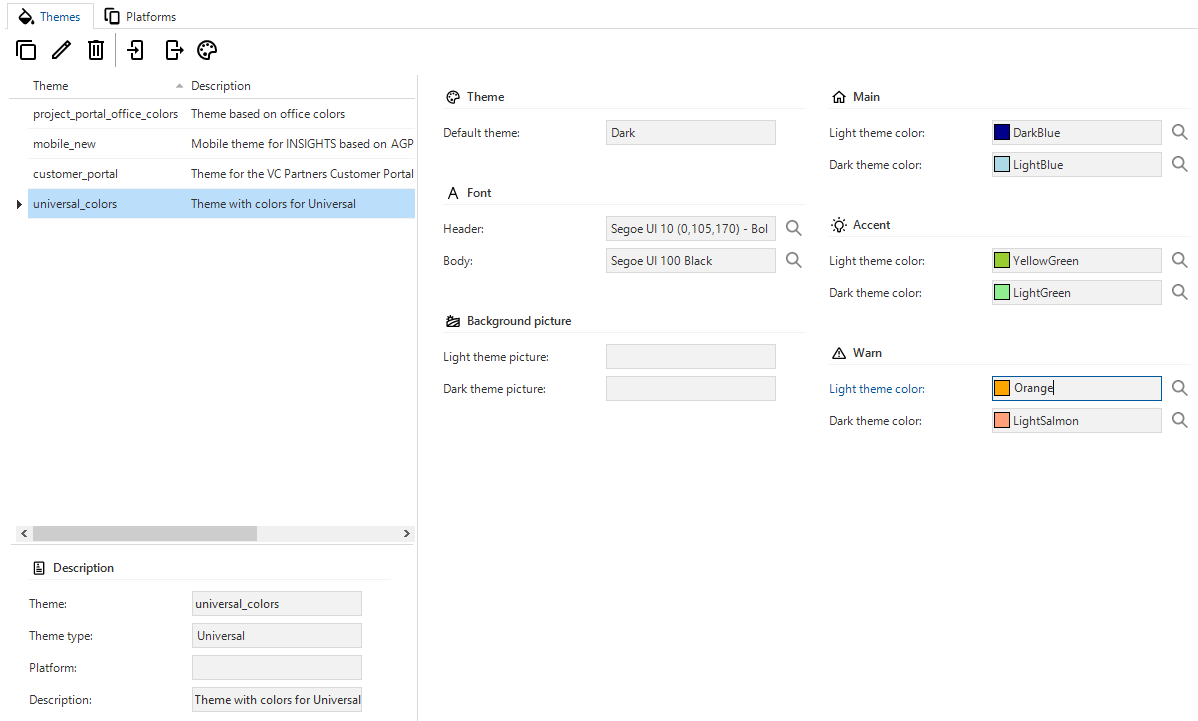 Themes
Platforms
Theme
Description
project_portal_office_colors
Theme based on office colors
mobile_new
Mobile theme for INSIGHTS based on AGP
customer_portal
Theme for the VC Partners Customer Portal
universal_colors
Theme with colors for Universal
Description
Theme:
universal_colors
Theme type:
Universal
Platform:
Description:
Theme with colors for Universal
Theme
Default theme:
Dark
Font
Header:
Segoe UI 10 (0,105,170) - Bol
Body:
Segoe UI 100 Black
Background picture
Light theme picture:
Dark theme picture:
Main
Light theme color:
DarkBlue
Dark theme color:
LightBlue
Accent
Light theme color:
YellowGreen
Dark theme color:
LightGreen
Warn
Light theme color:
Orange
Dark theme color:
LightSalmon